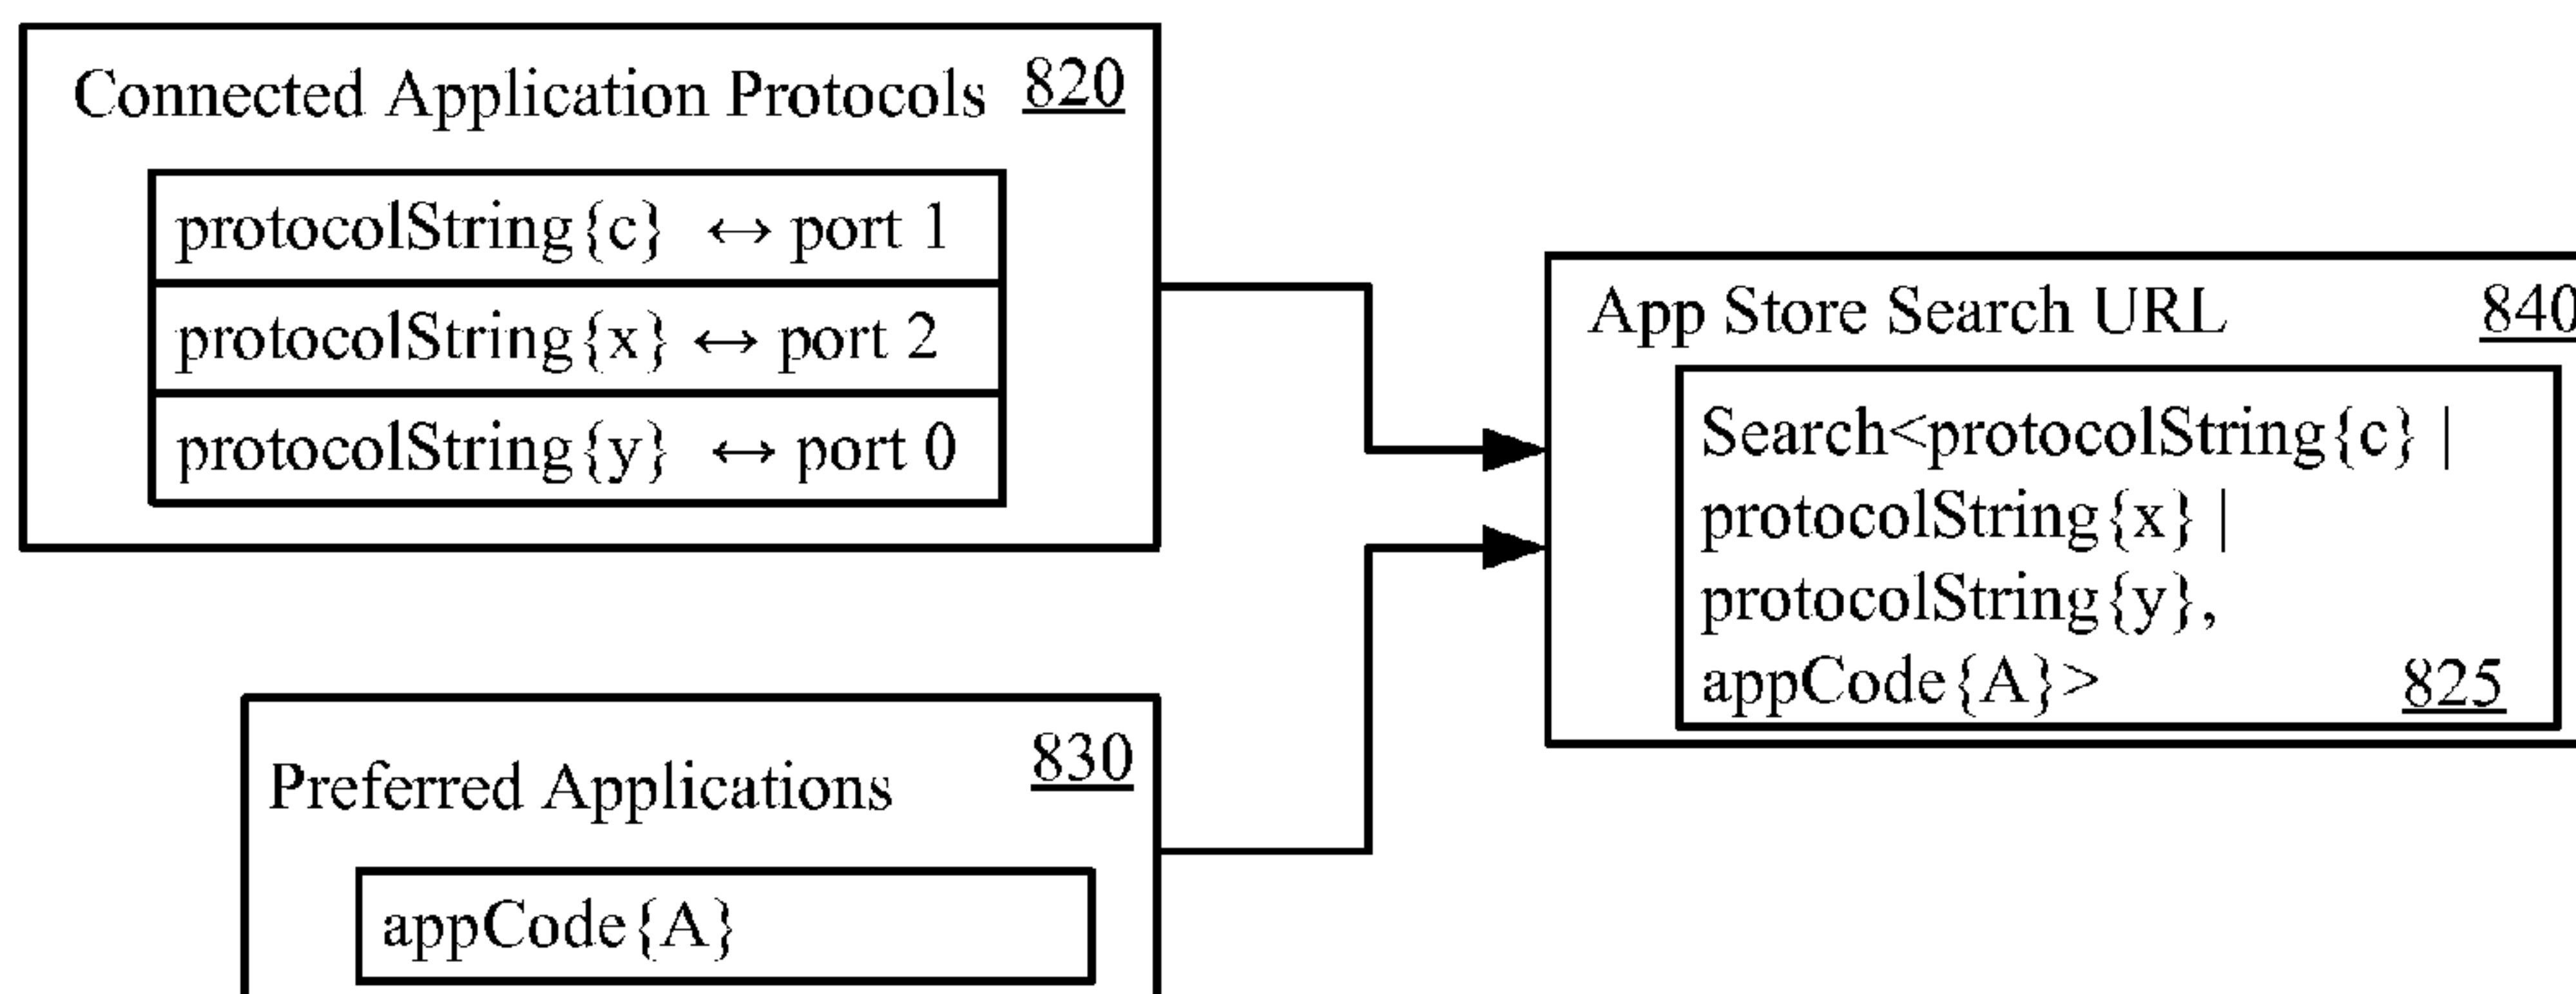 Connected Application Protocols 820
protocolString{c} ↔ port 1
protocolString{x} ↔ port 2
protocolString{y} ↔ port 0
App Store Search URL 840
Search<protocolString{c} |
protocolString{x} |
protocolString{y},
appCode{A}> 825
Preferred Applications 830
appCode{A}